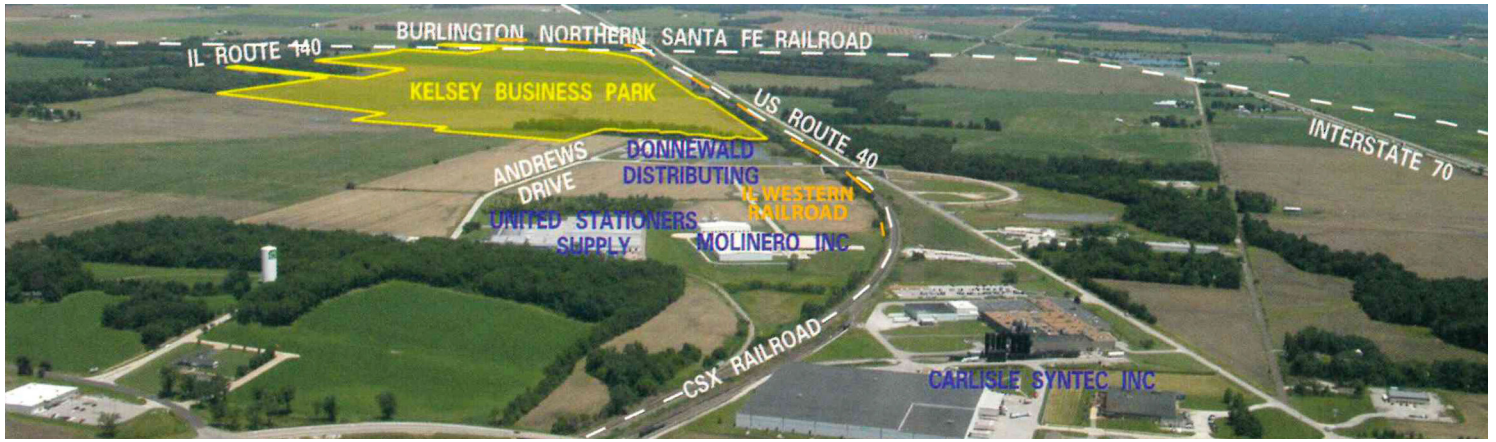 BURLINGTON NORTHERN SANTA FE RAILROAD
IL ROUTE 140
KELSEY BUSINESS PARK
US ROUTE 40
INTERSTATE 70
ANDREWS
DRIVE
DONNEWALD
DISTRIBUTING
IL WESTERN
RAILROAD
UNITED STATIONERS
SUPPLY
MOLINERO INC
CSX RAILROAD
CARLISLE SYNTEC INC